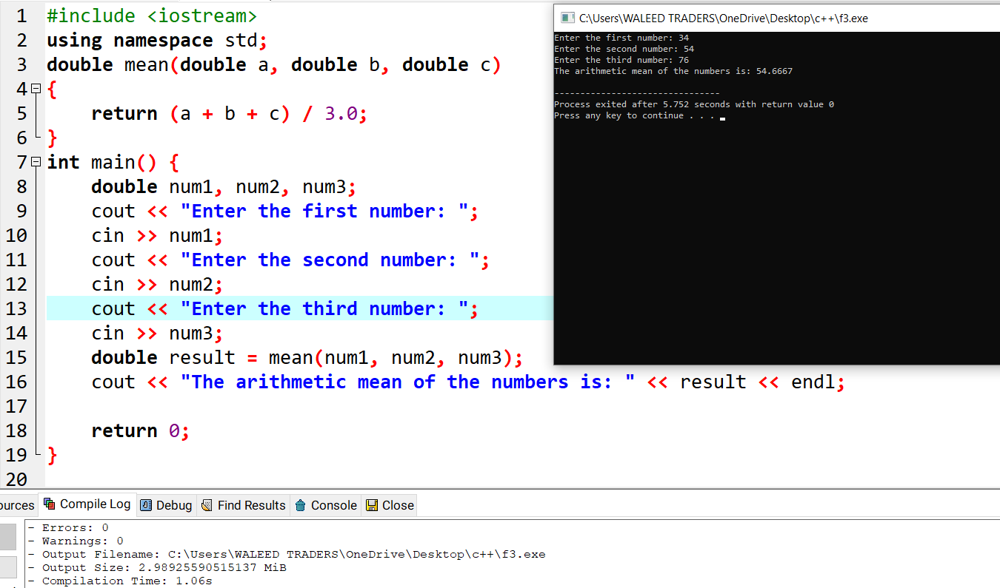 1 #include <iostream>
2 using namespace std;
3 double mean(double a, double b, double c)
4 {
5 return (a + b + c) / 3.0;
6 }
7 int main() {
8 double num1, num2, num3;
9 cout << "Enter the first number: ";
10 cin >> num1;
11 cout << "Enter the second number: ";
12 cin >> num2;
13 cout << "Enter the third number: ";
14 cin >> num3;
15 double result = mean(num1, num2, num3);
16 cout << "The arithmetic mean of the numbers is: " << result << endl;
17
18 return 0;
19 }
20
C:\Users\WALEED TRADERS\OneDrive\Desktop\c++\f3.exe
Enter the first number: 34
Enter the second number: 54
Enter the third number: 76
The arithmetic mean of the numbers is: 54.6667
--------------------------------
Process exited after 5.752 seconds with return value 0
Press any key to continue . . .
ources Compile Log Debug Find Results Console Close
- Errors: 0
- Warnings: 0
- Output Filename: C:\Users\WALEED TRADERS\OneDrive\Desktop\c++\f3.exe
- Output Size: 2.98925590515137 MiB
- Compilation Time: 1.06s